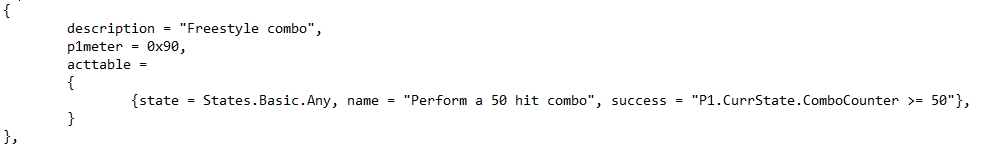 {
description = "Freestyle combo",
p1meter = 0x90,
acttable =
{
{state = States.Basic.Any, name = "Perform a 50 hit combo", success = "P1.CurrState.ComboCounter >= 50"},
}
},